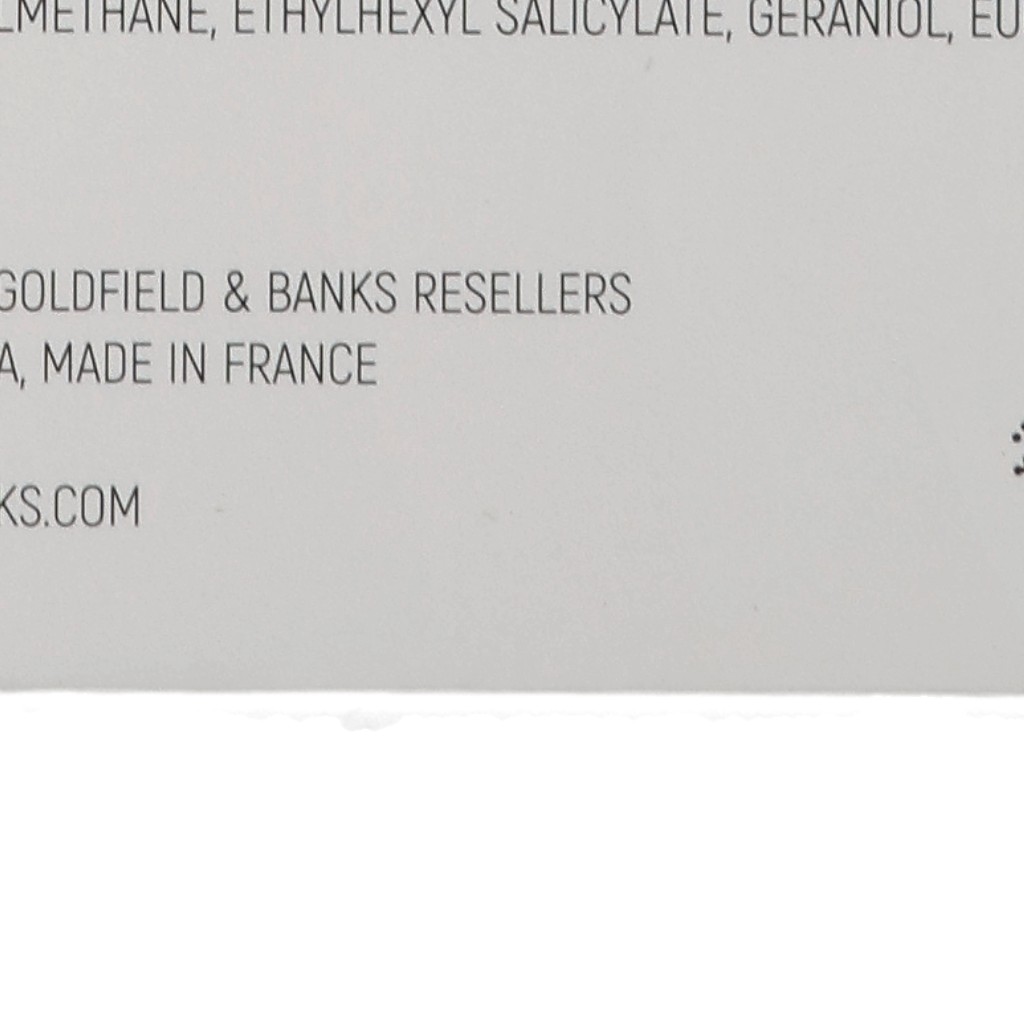 LMETHANE, ETHYLHEXYL SALICYLATE, GERANIOL, EU
GOLDFIELD & BANKS RESELLERS
A, MADE IN FRANCE
KS.COM